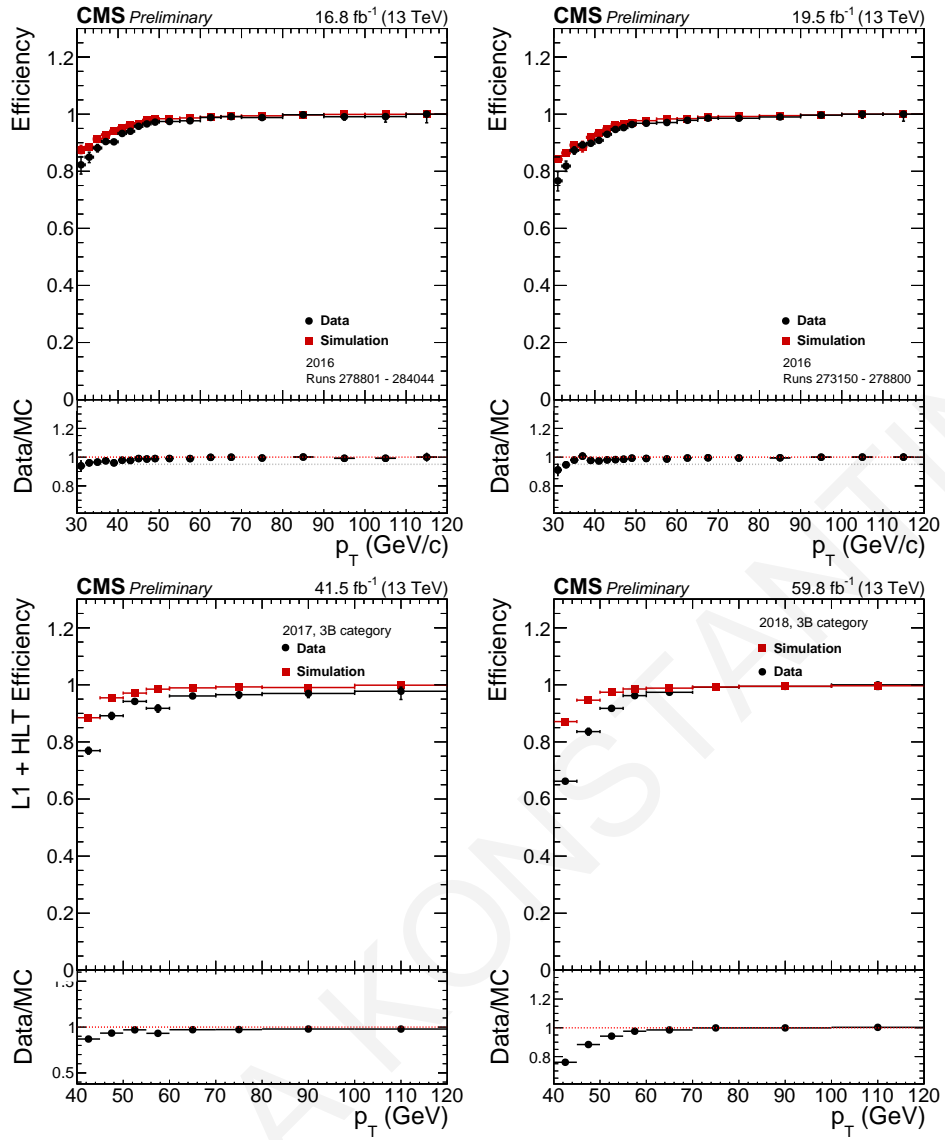 CMS Preliminary 16.8 fb⁻¹ (13 TeV)
Efficiency
1.2
1
0.8
0.6
0.4
0.2
0
Data
Simulation
2016
Runs 278801 - 284044
Data/MC
1.2
1
0.8
30 40 50 60 70 80 90 100 110 120
p_T (GeV/c)
CMS Preliminary 19.5 fb⁻¹ (13 TeV)
Efficiency
1.2
1
0.8
0.6
0.4
0.2
0
Data
Simulation
2016
Runs 273150 - 278800
Data/MC
1.2
1
0.8
30 40 50 60 70 80 90 100 110 120
p_T (GeV/c)
CMS Preliminary 41.5 fb⁻¹ (13 TeV)
L1 + HLT Efficiency
1.2
1
0.8
0.6
0.4
0.2
0
2017, 3B category
Data
Simulation
Data/MC
1.5
1
0.5
40 50 60 70 80 90 100 110 120
p_T (GeV)
CMS Preliminary 59.8 fb⁻¹ (13 TeV)
Efficiency
1.2
1
0.8
0.6
0.4
0.2
0
2018, 3B category
Simulation
Data
Data/MC
1.2
1
0.8
40 50 60 70 80 90 100 110 120
p_T (GeV)
A KONSTANTIN